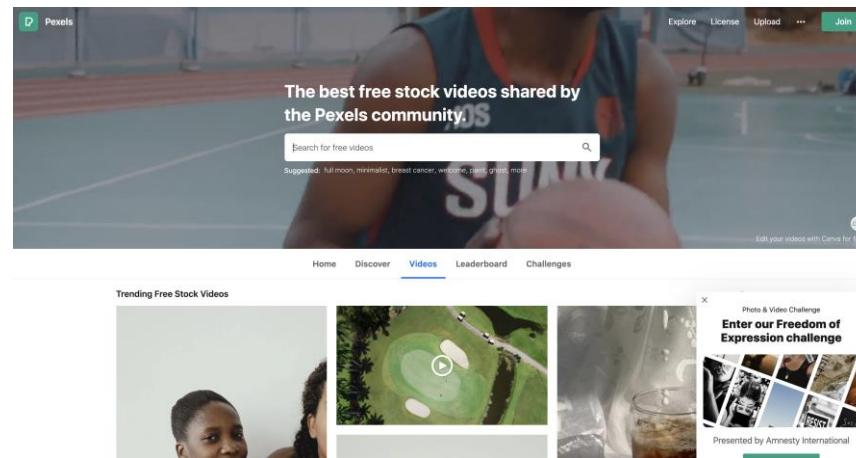 Pexels
Explore License Upload ••• Join
The best free stock videos shared by
the Pexels community.
Search for free videos
Suggested: full moon, minimalist, breast cancer, welcome, paint, ghost, more
SUNN
Edit your videos with Canva for
Home Discover Videos Leaderboard Challenges
Trending Free Stock Videos
Photo & Video Challenge
Enter our Freedom of
Expression challenge
RESIST
Presented by Amnesty International